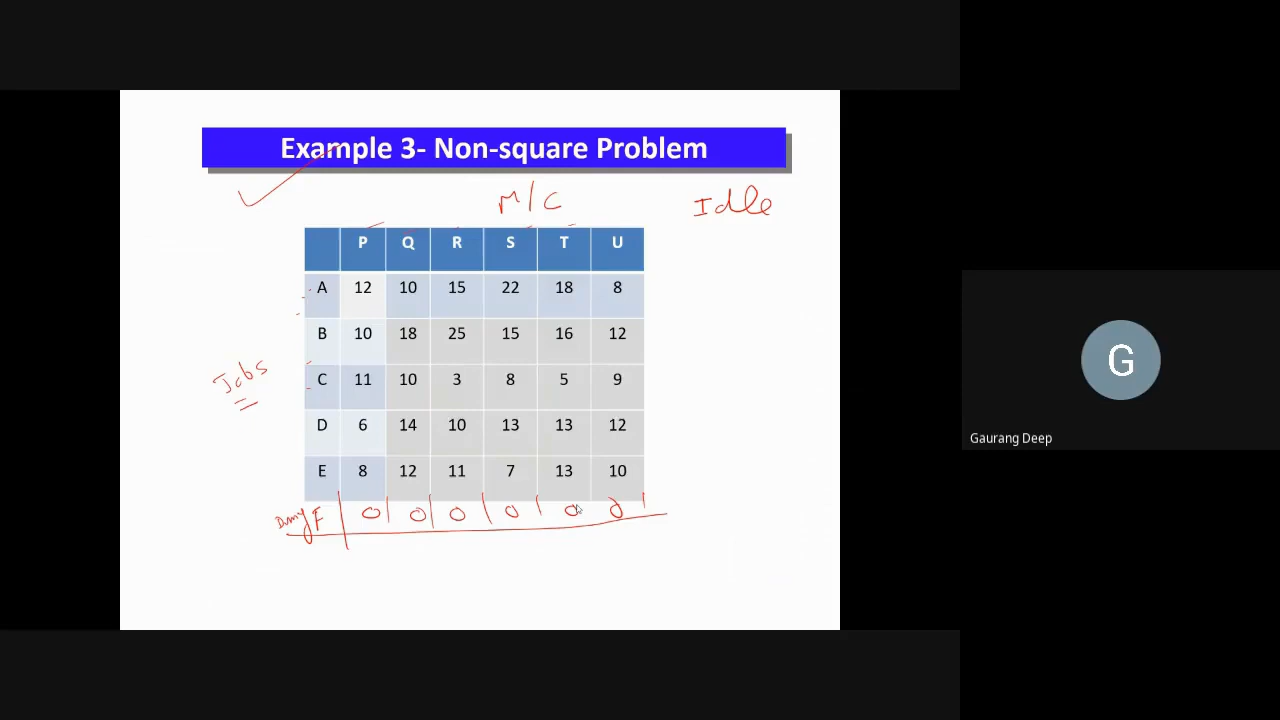 Example 3- Non-square Problem
M/C
Idle
P Q R S T U
A 12 10 15 22 18 8
B 10 18 25 15 16 12
Jobs
C 11 10 3 8 5 9
D 6 14 10 13 13 12
E 8 12 11 7 13 10
F 0 0 0 0 0 0
G
Gaurang Deep